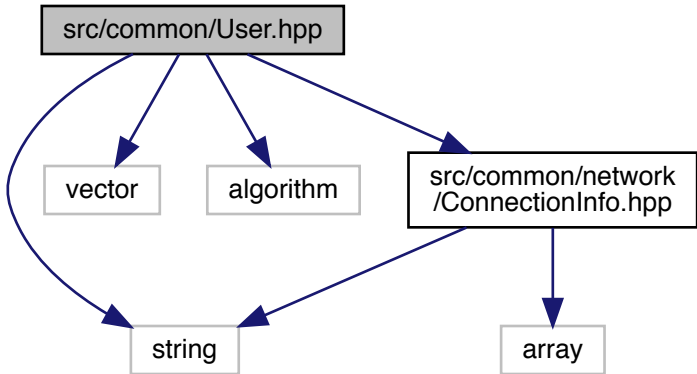 src/common/User.hpp
vector
algorithm
src/common/network
/ConnectionInfo.hpp
string
array